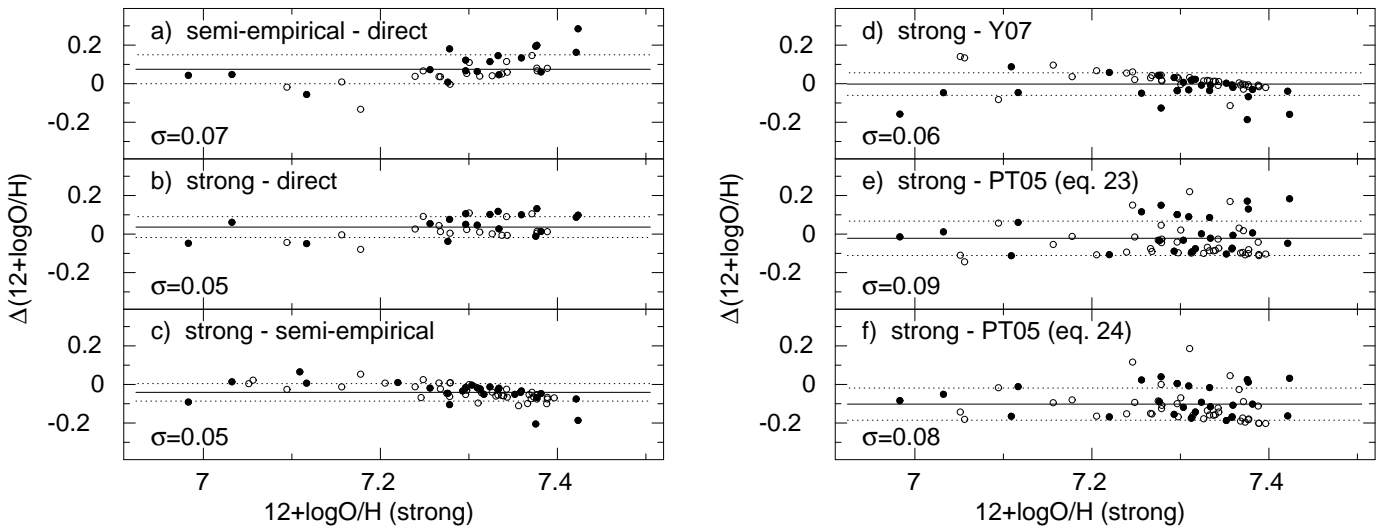 a) semi-empirical - direct
0.2
0
-0.2
σ=0.07
b) strong - direct
0.2
0
-0.2
σ=0.05
c) strong - semi-empirical
0.2
0
-0.2
σ=0.05
Δ(12+logO/H)
7
7.2
7.4
12+logO/H (strong)
d) strong - Y07
0.2
0
-0.2
σ=0.06
e) strong - PT05 (eq. 23)
0.2
0
-0.2
σ=0.09
f) strong - PT05 (eq. 24)
0.2
0
-0.2
σ=0.08
Δ(12+logO/H)
7
7.2
7.4
12+logO/H (strong)